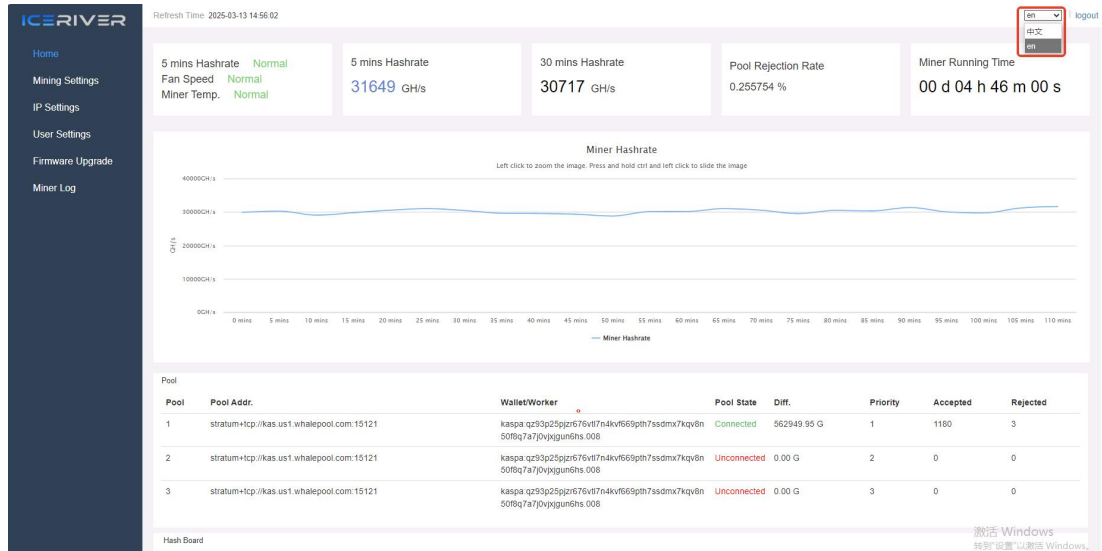 ICERIVER
Refresh Time 2025-03-13 14:56:02
en
logout
中文
en
Home
Mining Settings
IP Settings
User Settings
Firmware Upgrade
Miner Log
5 mins Hashrate Normal
Fan Speed Normal
Miner Temp. Normal
5 mins Hashrate
31649 GH/s
30 mins Hashrate
30717 GH/s
Pool Rejection Rate
0.255754 %
Miner Running Time
00 d 04 h 46 m 00 s
Miner Hashrate
Left click to zoom the image. Press and hold ctrl and left click to slide the image
40000GH/s
30000GH/s
20000GH/s
10000GH/s
0GH/s
GH/s
0 mins 5 mins 10 mins 15 mins 20 mins 25 mins 30 mins 35 mins 40 mins 45 mins 50 mins 55 mins 60 mins 65 mins 70 mins 75 mins 80 mins 85 mins 90 mins 95 mins 100 mins 105 mins 110 mins
Miner Hashrate
Pool
Pool Pool Addr. Wallet/Worker Pool State Diff. Priority Accepted Rejected
1 stratum+tcp://kas.us1.whalepool.com:15121 kaspa:qz93p25pjzr676vtl7n4kvf669pth7ssdmx7kqv8n Connected 562949.95 G 1 1180 3
50f8q7a7j0vjxjgun6hs.008
2 stratum+tcp://kas.us1.whalepool.com:15121 kaspa:qz93p25pjzr676vtl7n4kvf669pth7ssdmx7kqv8n Unconnected 0.00 G 2 0 0
50f8q7a7j0vjxjgun6hs.008
3 stratum+tcp://kas.us1.whalepool.com:15121 kaspa:qz93p25pjzr676vtl7n4kvf669pth7ssdmx7kqv8n Unconnected 0.00 G 3 0 0
50f8q7a7j0vjxjgun6hs.008
Hash Board
激活 Windows
转到"设置"以激活 Windows。